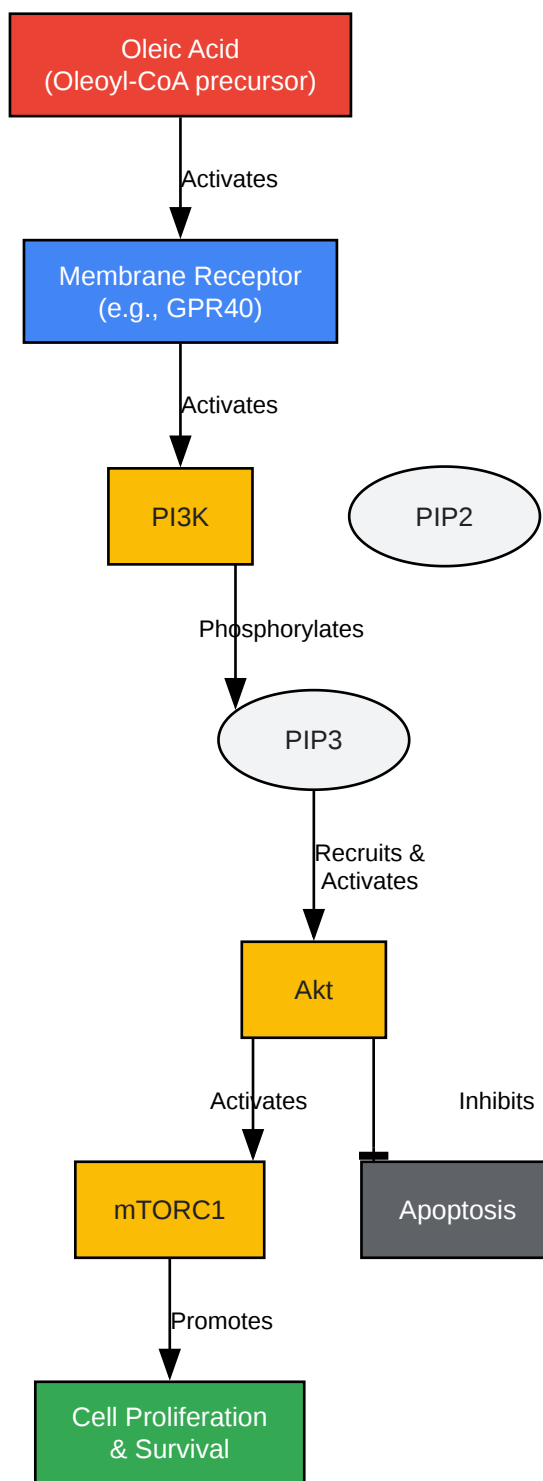 Oleic Acid
(Oleoyl-CoA precursor)
Activates
Membrane Receptor
(e.g., GPR40)
Activates
PI3K
PIP2
Phosphorylates
PIP3
Recruits &
Activates
Akt
Activates
Inhibits
mTORC1
Apoptosis
Promotes
Cell Proliferation
& Survival